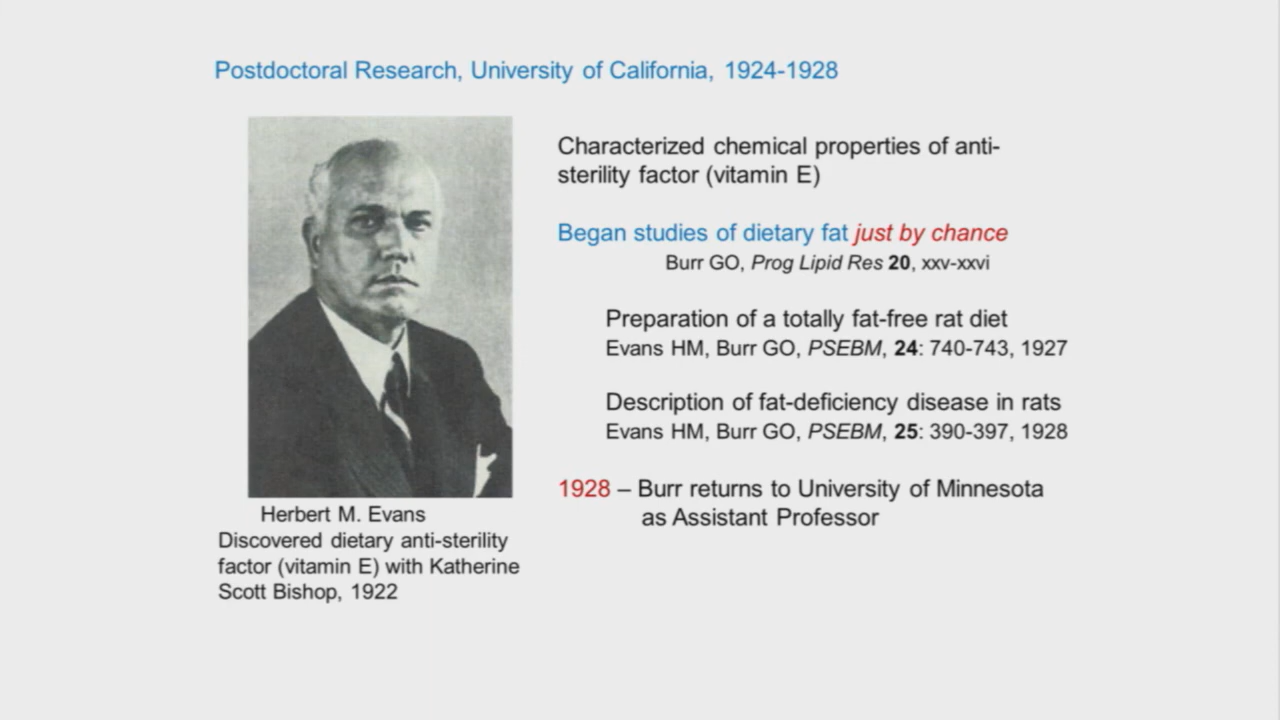 Postdoctoral Research, University of California, 1924-1928
Characterized chemical properties of anti-
sterility factor (vitamin E)
Began studies of dietary fat just by chance
Burr GO, Prog Lipid Res 20, xxv-xxvi
Preparation of a totally fat-free rat diet
Evans HM, Burr GO, PSEBM, 24: 740-743, 1927
Description of fat-deficiency disease in rats
Evans HM, Burr GO, PSEBM, 25: 390-397, 1928
1928 – Burr returns to University of Minnesota
as Assistant Professor
Herbert M. Evans
Discovered dietary anti-sterility
factor (vitamin E) with Katherine
Scott Bishop, 1922